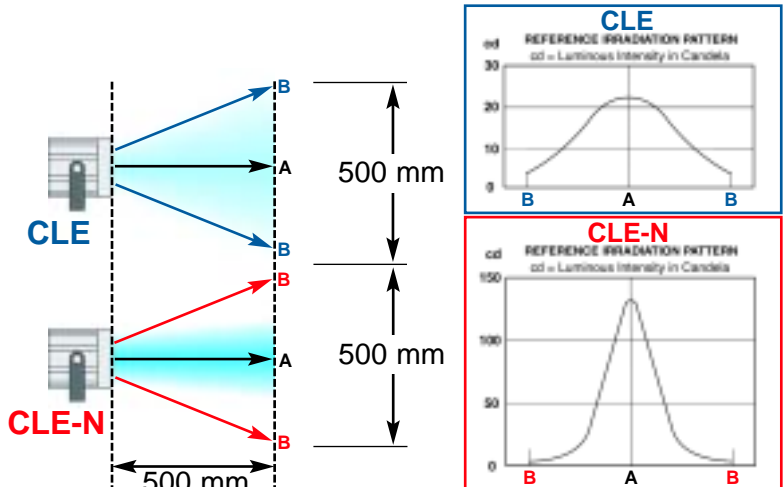 B
A
B
CLE
500 mm
B
A
B
CLE-N
500 mm
500 mm
CLE
REFERENCE IRRADIATION PATTERN
cd = Luminous Intensity in Candela
cd
30
20
10
0
B A B
CLE-N
REFERENCE IRRADIATION PATTERN
cd = Luminous Intensity in Candela
cd
150
100
50
0
B A B